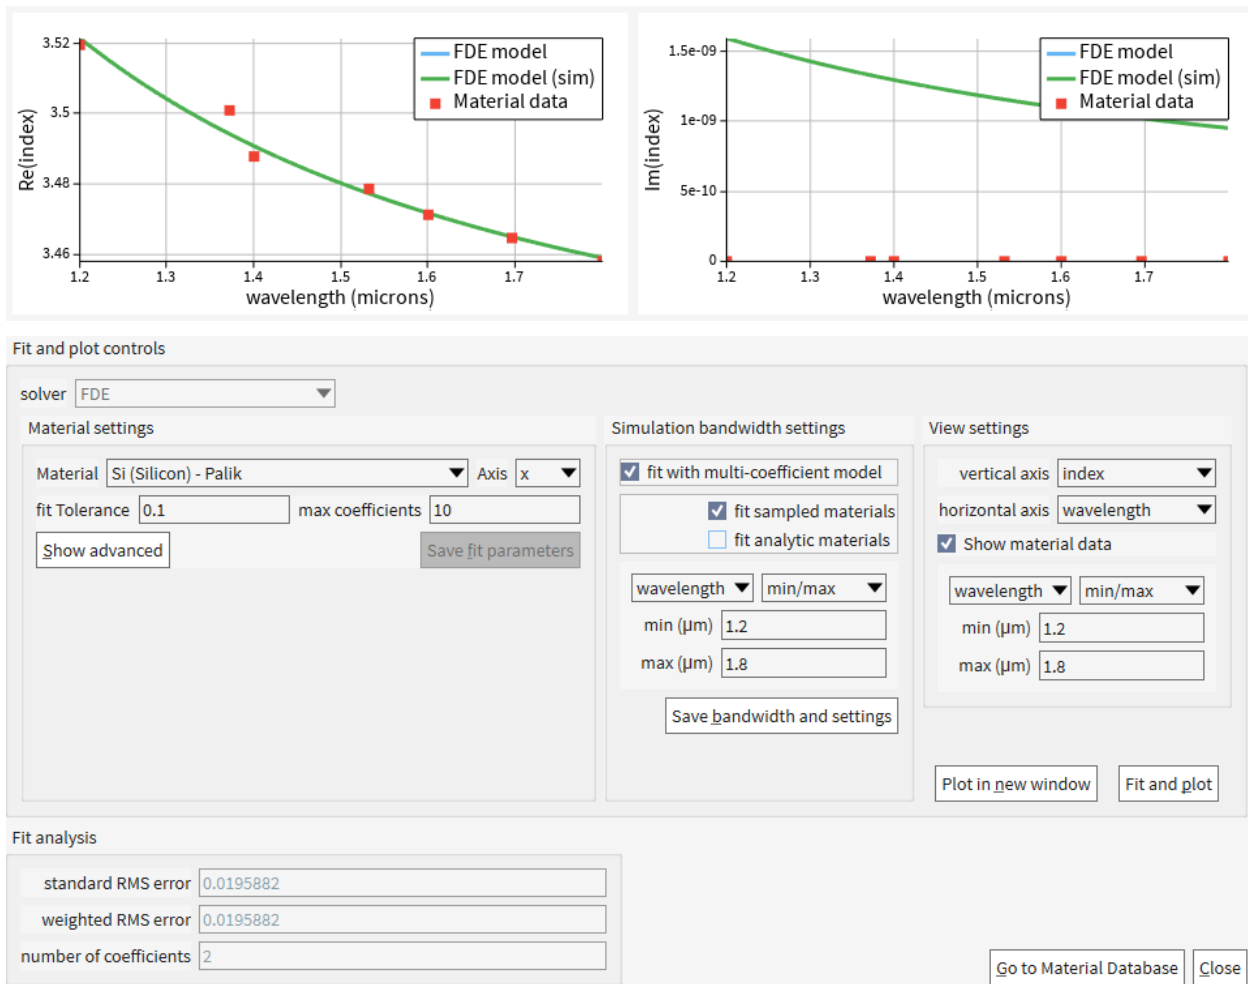 3.52
3.5
3.48
3.46
Re(index)
FDE model
FDE model (sim)
Material data
1.2 1.3 1.4 1.5 1.6 1.7
wavelength (microns)
1.5e-09
1e-09
5e-10
0
Im(index)
FDE model
FDE model (sim)
Material data
1.2 1.3 1.4 1.5 1.6 1.7
wavelength (microns)
Fit and plot controls
solver FDE
Material settings
Material Si (Silicon) - Palik Axis x
fit Tolerance 0.1 max coefficients 10
Show advanced Save fit parameters
Simulation bandwidth settings
fit with multi-coefficient model
fit sampled materials
fit analytic materials
wavelength min/max
min (μm) 1.2
max (μm) 1.8
Save bandwidth and settings
View settings
vertical axis index
horizontal axis wavelength
Show material data
wavelength min/max
min (μm) 1.2
max (μm) 1.8
Plot in new window Fit and plot
Fit analysis
standard RMS error 0.0195882
weighted RMS error 0.0195882
number of coefficients 2
Go to Material Database Close